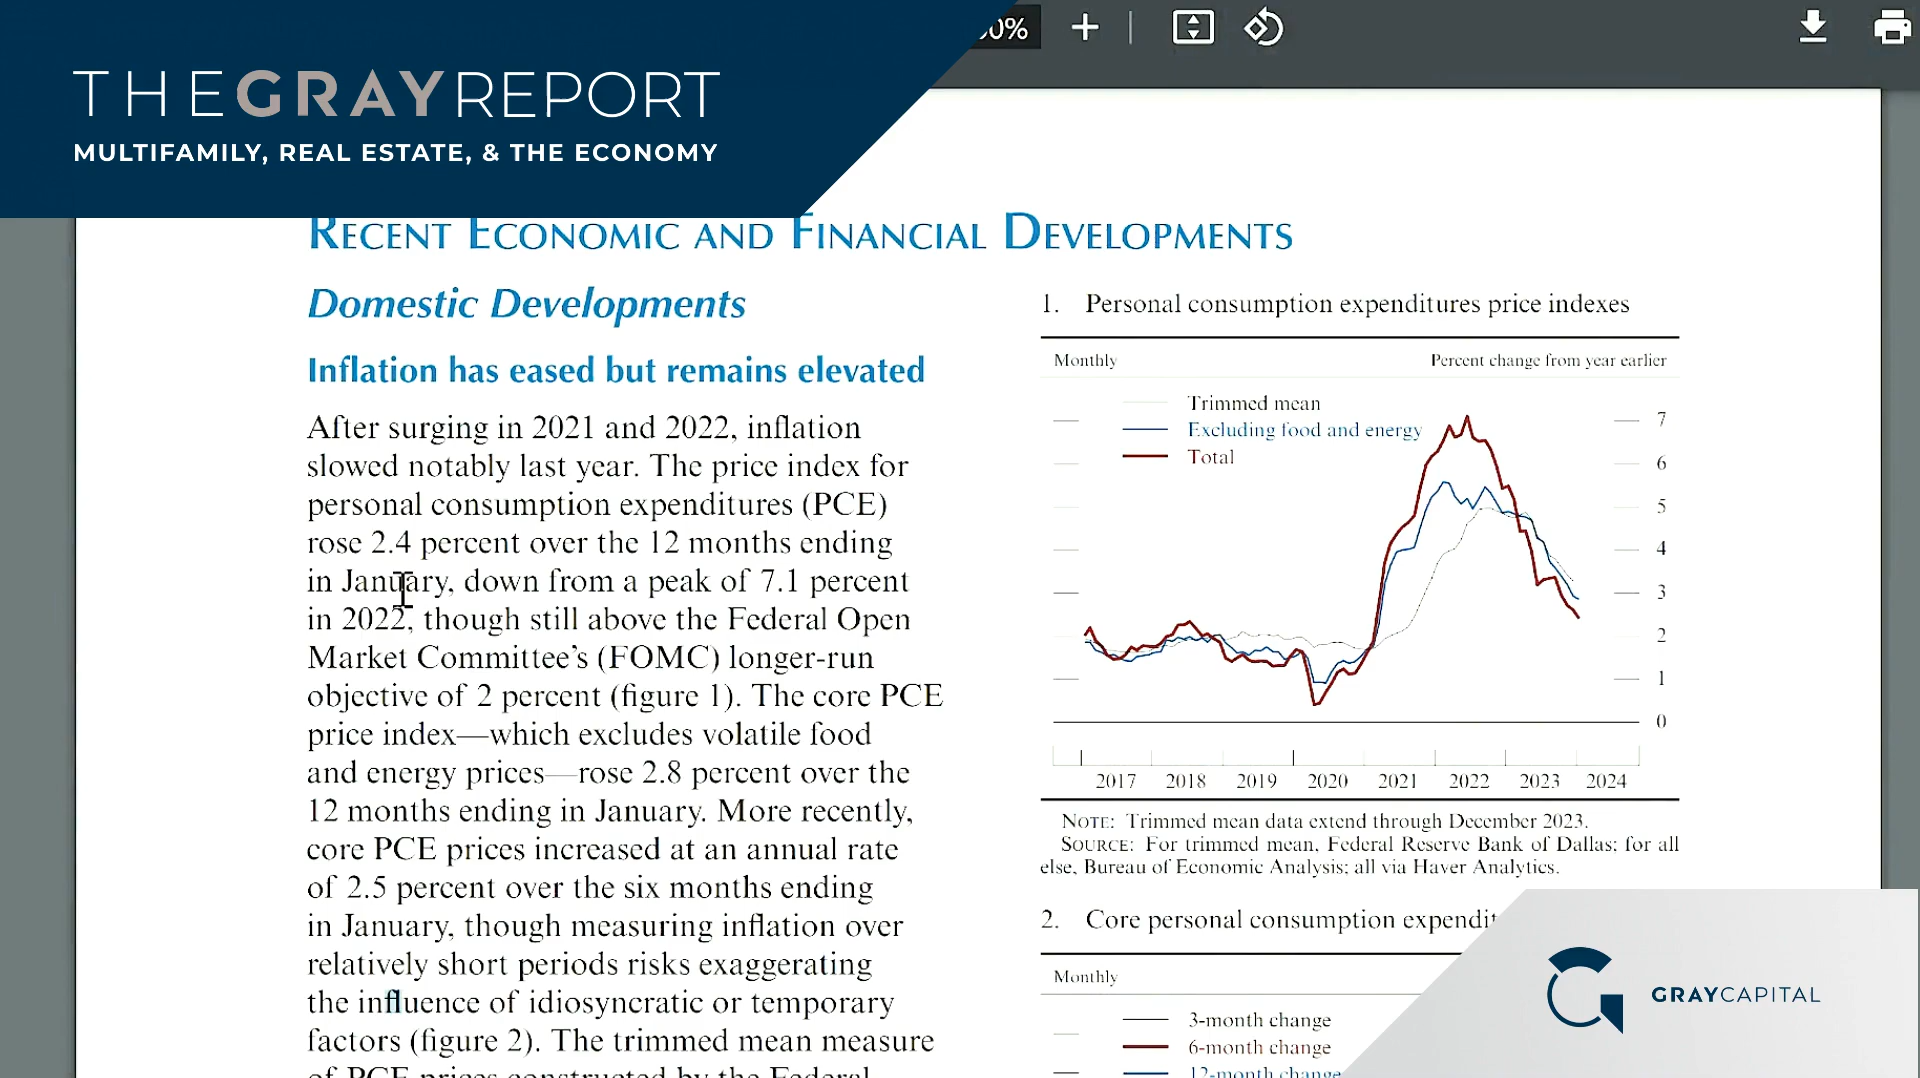 THEGRAYREPORT
MULTIFAMILY, REAL ESTATE, & THE ECONOMY
0%
RECENT ECONOMIC AND FINANCIAL DEVELOPMENTS
Domestic Developments
Inflation has eased but remains elevated
After surging in 2021 and 2022, inflation
slowed notably last year. The price index for
personal consumption expenditures (PCE)
rose 2.4 percent over the 12 months ending
in January, down from a peak of 7.1 percent
in 2022, though still above the Federal Open
Market Committee’s (FOMC) longer-run
objective of 2 percent (figure 1). The core PCE
price index—which excludes volatile food
and energy prices—rose 2.8 percent over the
12 months ending in January. More recently,
core PCE prices increased at an annual rate
of 2.5 percent over the six months ending
in January, though measuring inflation over
relatively short periods risks exaggerating
the influence of idiosyncratic or temporary
factors (figure 2). The trimmed mean measure
of PCE prices constructed by the Federal
1. Personal consumption expenditures price indexes
Monthly
Percent change from year earlier
Trimmed mean
Excluding food and energy
Total
7
6
5
4
3
2
1
0
2017 2018 2019 2020 2021 2022 2023 2024
NOTE: Trimmed mean data extend through December 2023.
SOURCE: For trimmed mean, Federal Reserve Bank of Dallas; for all
else, Bureau of Economic Analysis; all via Haver Analytics.
2. Core personal consumption expendit
Monthly
3-month change
6-month change
12-month change
GRAYCAPITAL